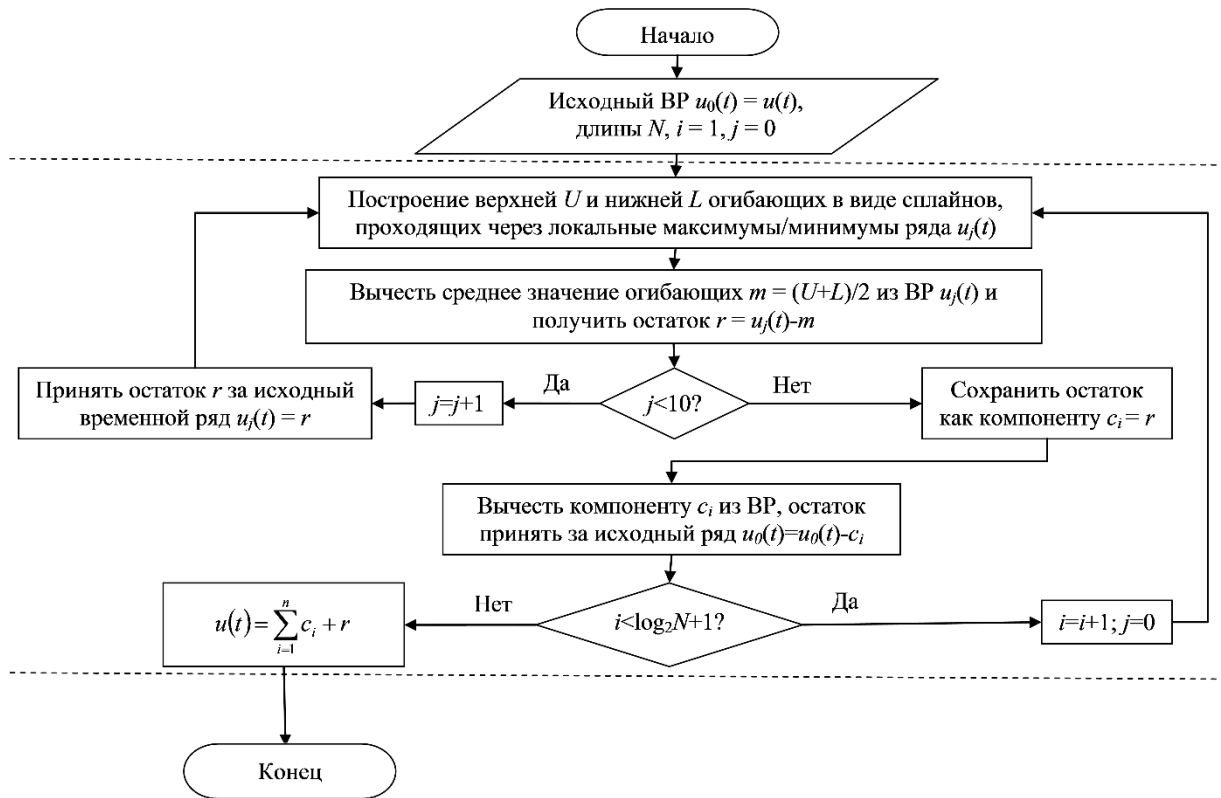 Начало
Исходный ВР u₀(t) = u(t),
длины N, i = 1, j = 0
Построение верхней U и нижней L огибающих в виде сплайнов,
проходящих через локальные максимумы/минимумы ряда uⱼ(t)
Вычесть среднее значение огибающих m = (U+L)/2 из ВР uⱼ(t) и
получить остаток r = uⱼ(t)-m
Принять остаток r за исходный
временной ряд uⱼ(t) = r
j=j+1
Да
j<10?
Нет
Сохранить остаток
как компоненту cᵢ = r
Вычесть компоненту cᵢ из ВР, остаток
принять за исходный ряд u₀(t)=u₀(t)-cᵢ
u(t) = ∑ⁿᵢ₌₁ cᵢ + r
Нет
i<log₂N+1?
Да
i=i+1; j=0
Конец